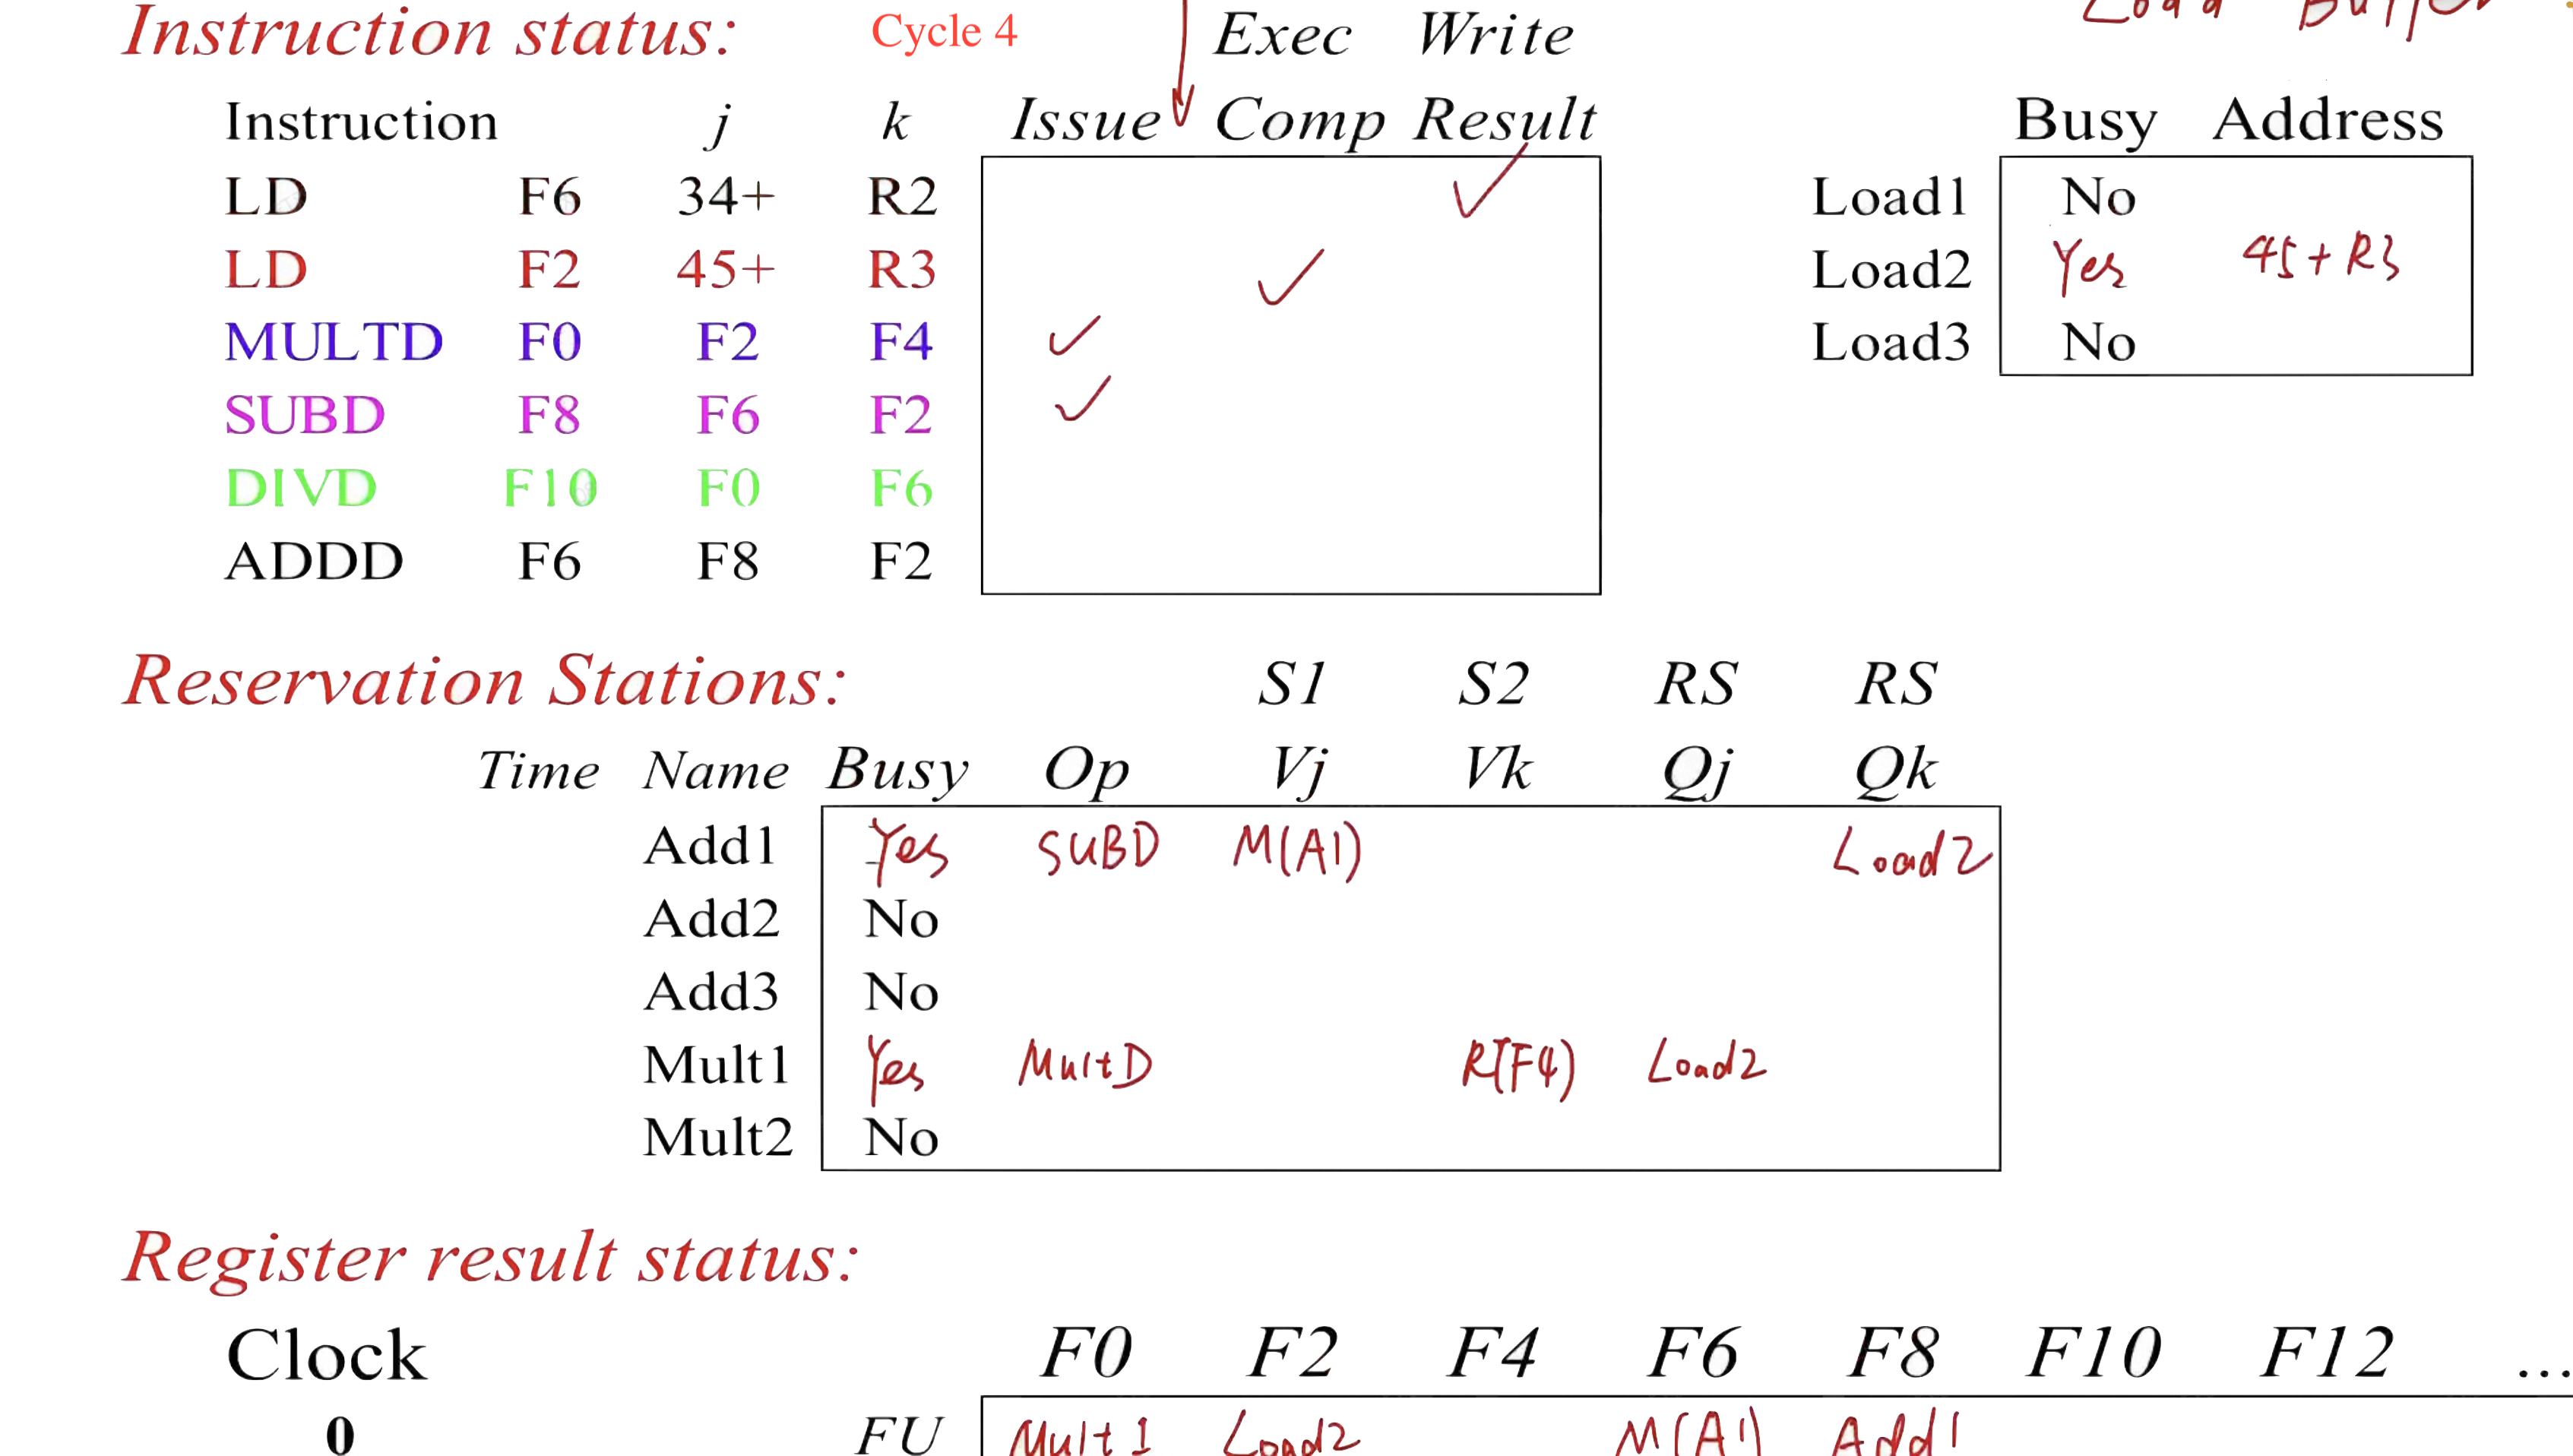 Instruction status: Cycle 4 Exec Write Load Buffer
Instruction j k Issue Comp Result Busy Address
LD F6 34+ R2 Load1 No
LD F2 45+ R3 Load2 Yes 45+R3
MULTD F0 F2 F4 Load3 No
SUBD F8 F6 F2
DIVD F10 F0 F6
ADDD F6 F8 F2
Reservation Stations: S1 S2 RS RS
Time Name Busy Op Vj Vk Qj Qk
Add1 Yes SUBD M(A1) Load2
Add2 No
Add3 No
Mult1 Yes MultD R(F4) Load2
Mult2 No
Register result status:
Clock F0 F2 F4 F6 F8 F10 F12 ...
0 FU Mult1 Load2 M(A1) Add1